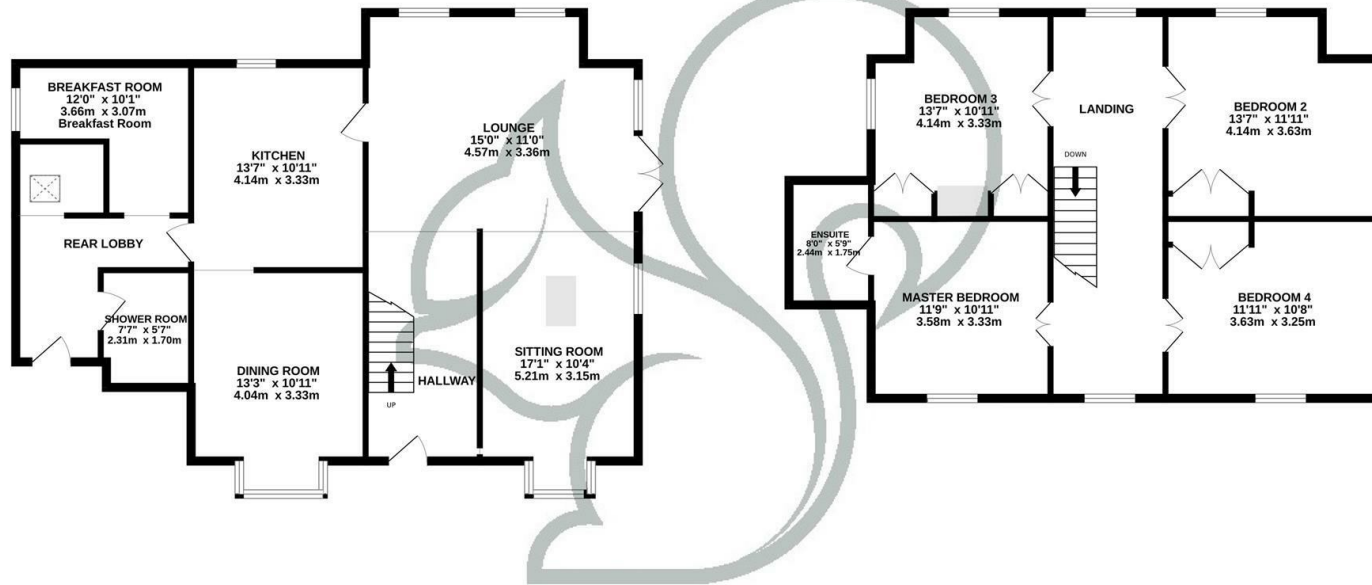 BREAKFAST ROOM
12'0" x 10'1"
3.66m x 3.07m
Breakfast Room
KITCHEN
13'7" x 10'11"
4.14m x 3.33m
LOUNGE
15'0" x 11'0"
4.57m x 3.36m
REAR LOBBY
SHOWER ROOM
7'7" x 5'7"
2.31m x 1.70m
DINING ROOM
13'3" x 10'11"
4.04m x 3.33m
HALLWAY
UP
SITTING ROOM
17'1" x 10'4"
5.21m x 3.15m
BEDROOM 3
13'7" x 10'11"
4.14m x 3.33m
LANDING
DOWN
BEDROOM 2
13'7" x 11'11"
4.14m x 3.63m
ENSUITE
8'0" x 5'9"
2.44m x 1.75m
MASTER BEDROOM
11'9" x 10'11"
3.58m x 3.33m
BEDROOM 4
11'11" x 10'8"
3.63m x 3.25m